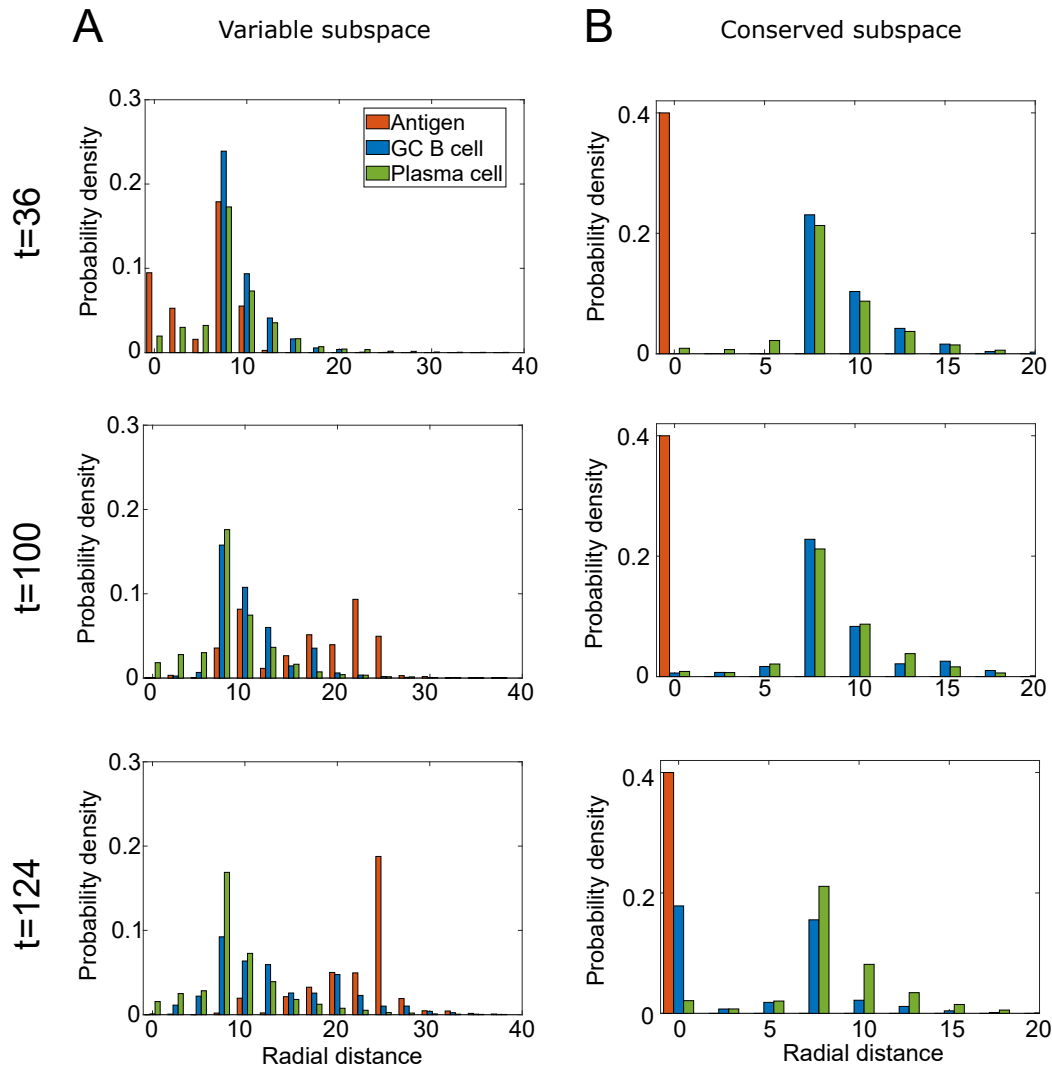 A Variable subspace
B Conserved subspace
t=36
Probability density
0.3
0.2
0.1
0
Antigen
GC B cell
Plasma cell
10 20 30 40
Probability density
0.4
0.2
0
0 5 10 15 20
t=100
Probability density
0.3
0.2
0.1
0
0 10 20 30 40
Probability density
0.4
0.2
0
0 5 10 15 20
t=124
Probability density
0.3
0.2
0.1
0
0 10 20 30 40
Radial distance
Probability density
0.4
0.2
0
0 5 10 15 20
Radial distance